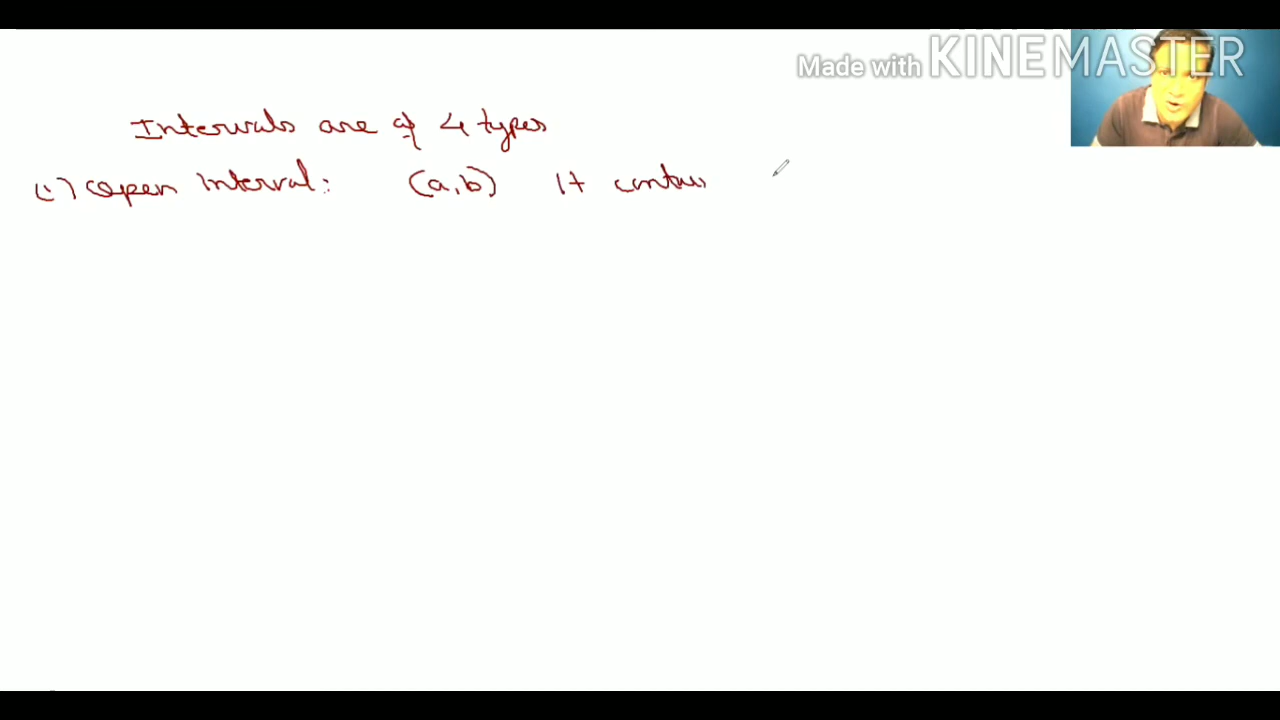 Made with KINEMASTER
Intervals are of 4 types
(i) Open Interval: (a,b) It contains